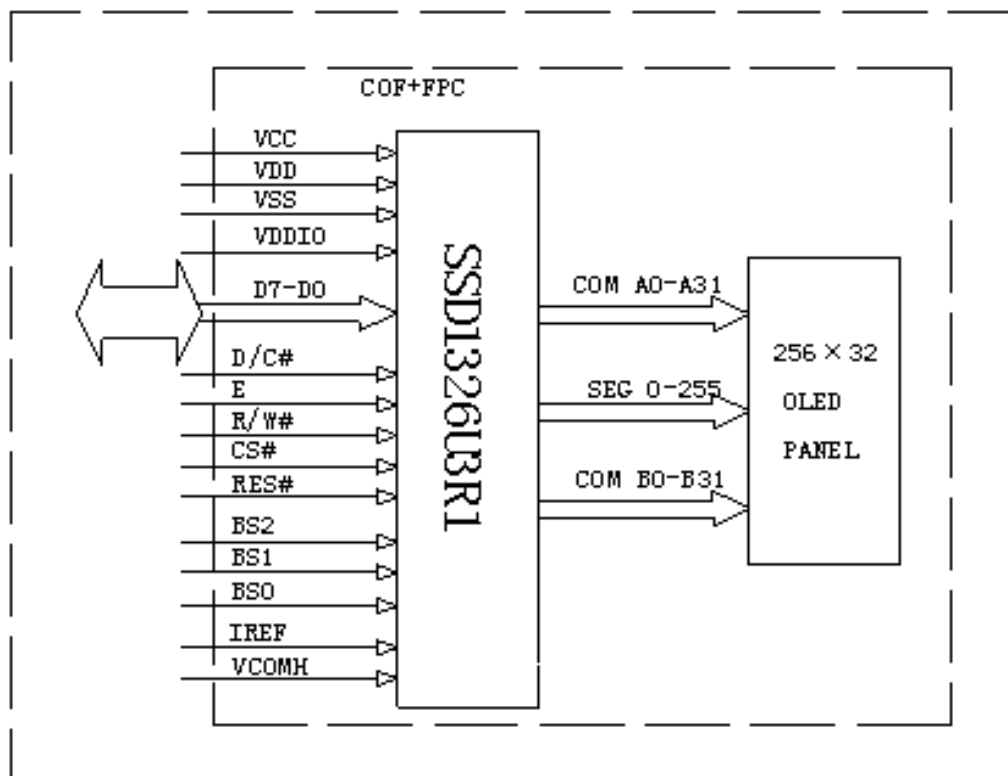 COF+FPC
VCC
VDD
VSS
VDDIO
D7-D0
D/C#
E
R/W#
CS#
RES#
BS2
BS1
BS0
IREF
VCOMH
SSD1326U3R1
COM A0-A31
SEG 0-255
COM B0-B31
256×32
OLED
PANEL